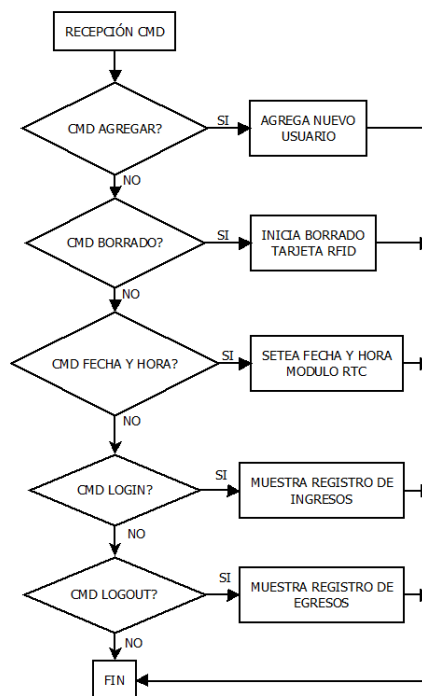 RECEPCIÓN CMD
CMD AGREGAR?
SI
AGREGA NUEVO
USUARIO
NO
CMD BORRADO?
SI
INICIA BORRADO
TARJETA RFID
NO
CMD FECHA Y HORA?
SI
SETEA FECHA Y HORA
MODULO RTC
NO
CMD LOGIN?
SI
MUESTRA REGISTRO DE
INGRESOS
NO
CMD LOGOUT?
SI
MUESTRA REGISTRO DE
EGRESOS
NO
FIN